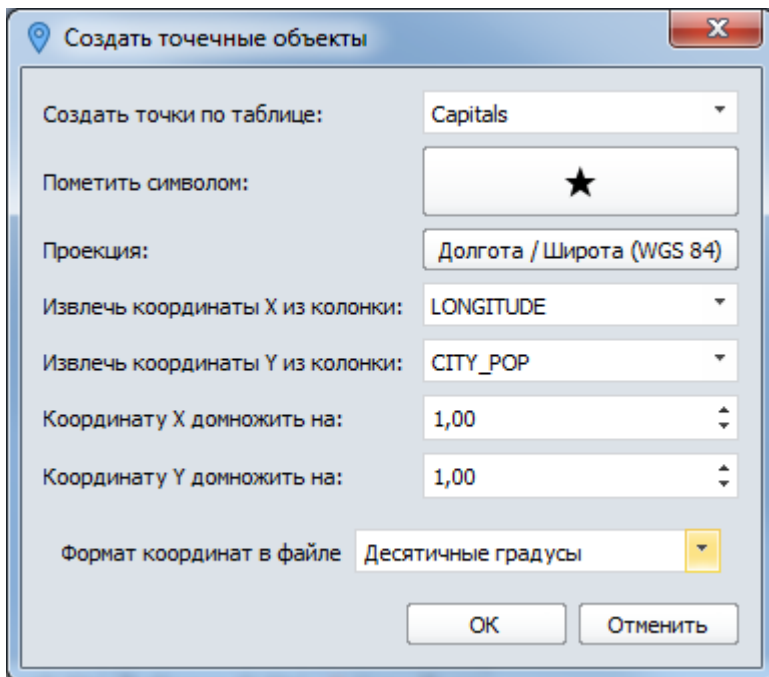 Создать точечные объекты
Создать точки по таблице: Capitals
Пометить символом: ★
Проекция: Долгота / Широта (WGS 84)
Извлечь координаты X из колонки: LONGITUDE
Извлечь координаты Y из колонки: CITY_POP
Координату X домножить на: 1,00
Координату Y домножить на: 1,00
Формат координат в файле Десятичные градусы
ОК Отменить